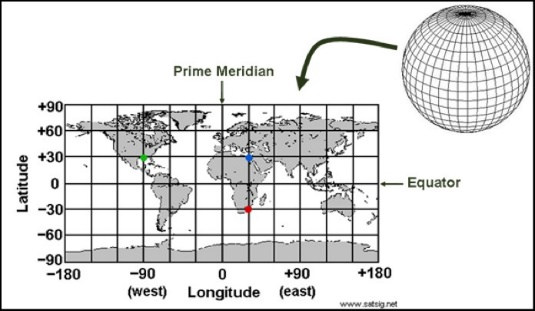 Prime Meridian
+90
+60
+30
0
−30
−60
−90
Latitude
Equator
−180 −90 0 +90 +180
(west) Longitude (east)
www.satsig.net